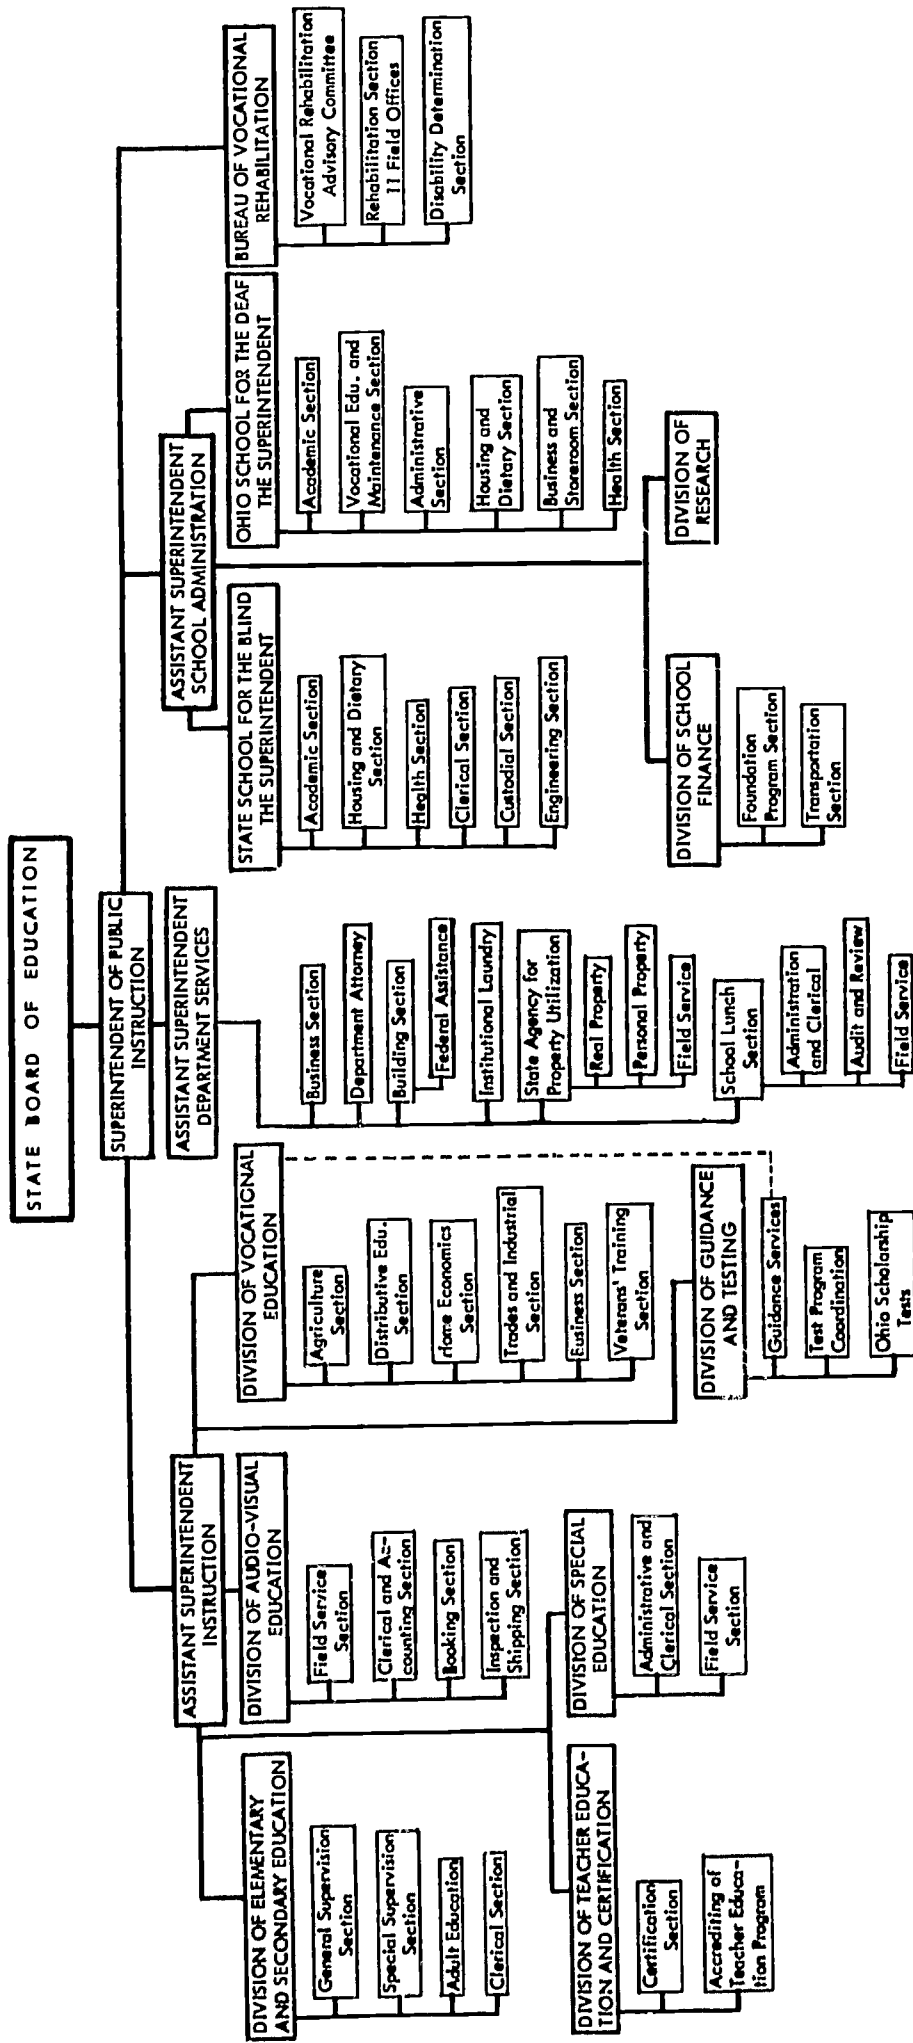 STATE BOARD OF EDUCATION
SUPERINTENDENT OF PUBLIC
INSTRUCTION
ASSISTANT SUPERINTENDENT
INSTRUCTION
ASSISTANT SUPERINTENDENT
DEPARTMENT SERVICES
ASSISTANT SUPERINTENDENT
SCHOOL ADMINISTRATION
DIVISION OF ELEMENTARY
AND SECONDARY EDUCATION
General Supervision
Section
Special Supervision
Section
Adult Education
Clerical Section
DIVISION OF AUDIO-VISUAL
EDUCATION
Field Service
Section
Clerical and Ac-
counting Section
Booking Section
Inspection and
Shipping Section
DIVISION OF VOCATIONAL
EDUCATION
Agriculture
Section
Distributive Edu.
Section
Home Economics
Section
Trades and Industrial
Section
Business Section
Veterans' Training
Section
DIVISION OF TEACHER EDUCA-
TION AND CERTIFICATION
Certification
Section
Accrediting of
Teacher Educa-
tion Program
DIVISION OF SPECIAL
EDUCATION
Administrative and
Clerical Section
Field Service
Section
DIVISION OF GUIDANCE
AND TESTING
Guidance Services
Test Program
Coordination
Ohio Scholarship
Tests
Business Section
Department Attorney
Building Section
Federal Assistance
Institutional Laundry
State Agency for
Property Utilization
Real Property
Personal Property
Field Service
School Lunch
Section
Administration
and Clerical
Audit and Review
Field Service
STATE SCHOOL FOR THE BLIND
THE SUPERINTENDENT
Academic Section
Housing and Dietary
Section
Health Section
Clerical Section
Custodial Section
Engineering Section
OHIO SCHOOL FOR THE DEAF
THE SUPERINTENDENT
Academic Section
Vocational Edu. and
Maintenance Section
Administrative
Section
Housing and
Dietary Section
Business and
Storeroom Section
Health Section
DIVISION OF SCHOOL
FINANCE
Foundation
Program Section
Transportation
Section
DIVISION OF
RESEARCH
BUREAU OF VOCATIONAL
REHABILITATION
Vocational Rehabilitation
Advisory Committee
Rehabilitation Section
11 Field Offices
Disability Determination
Section